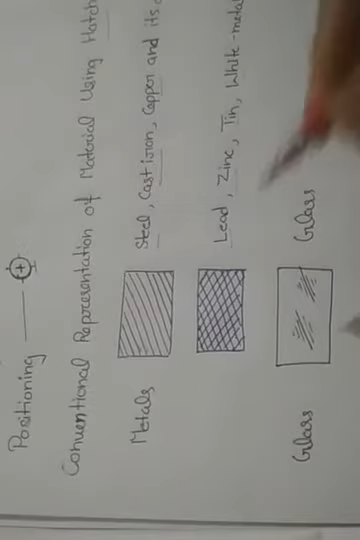 Positioning
Conventional Representation of Material Using Hatch
Metals Steel, Cast iron, Copper and its
Lead, Zinc, Tin, White-metal
Glass Glass